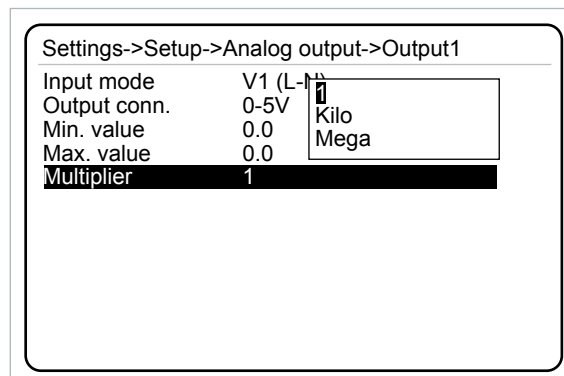 Settings->Setup->Analog output->Output1
Input mode V1 (L-N)
Output conn. 0-5V
Min. value 0.0
Max. value 0.0
Multiplier 1
1
Kilo
Mega